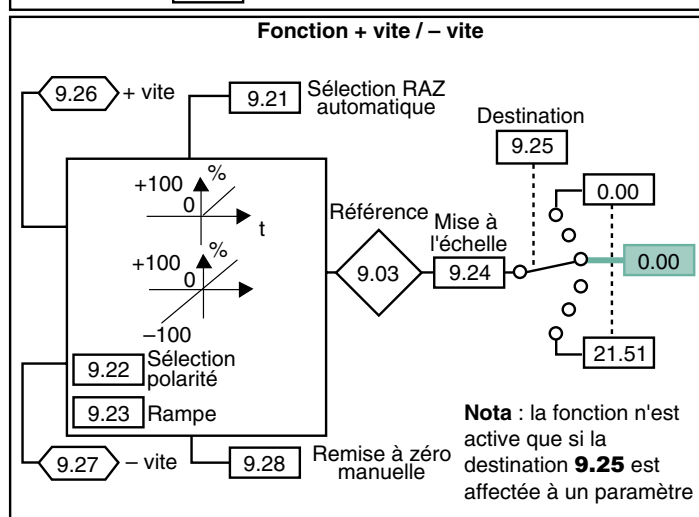 Fonction + vite / – vite
9.26
+ vite
9.21
Sélection RAZ
automatique
Destination
9.25
+100
%
0
t
0.00
Référence
Mise à
l'échelle
9.03
9.24
0.00
+100
%
0
–100
21.51
9.22
Sélection
polarité
9.23
Rampe
9.27
– vite
9.28
Remise à zéro
manuelle
Nota : la fonction n'est
active que si la
destination 9.25 est
affectée à un paramètre